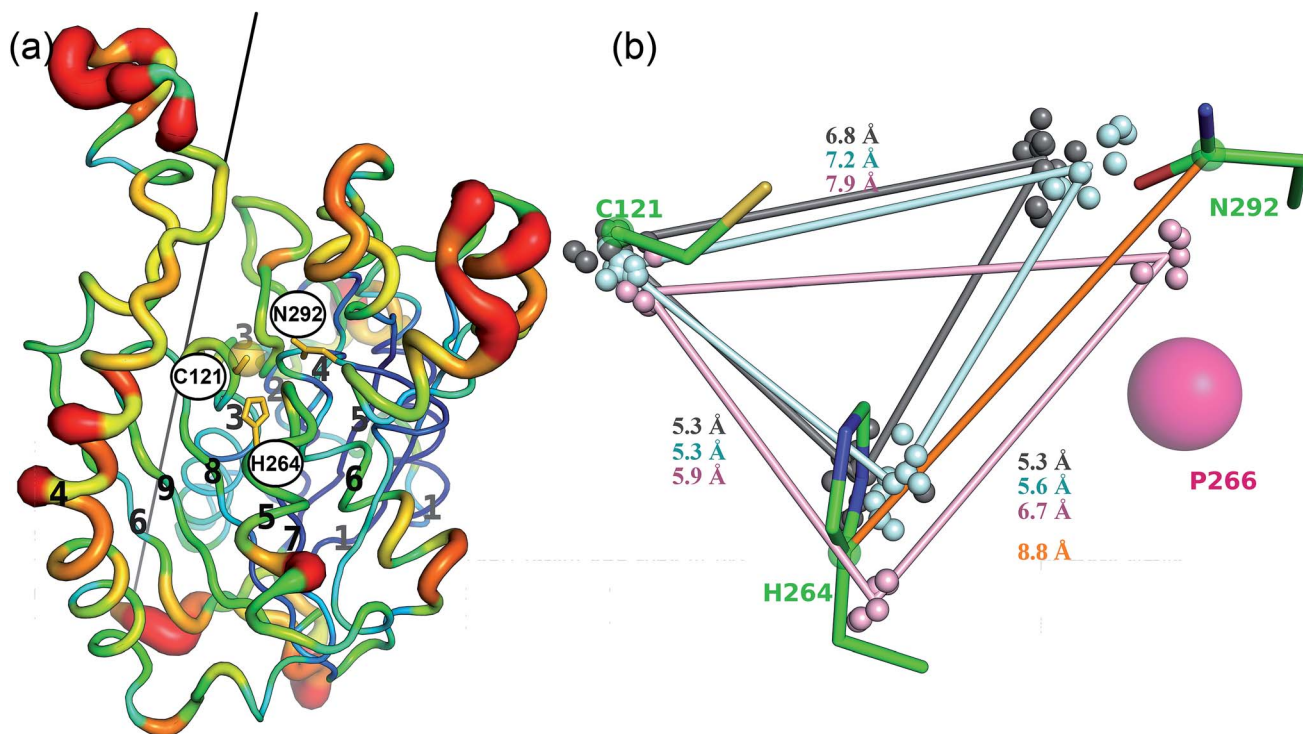 (a)
(b)
6.8 Å
7.2 Å
7.9 Å
C121
N292
N292
3
C121
4
2
3
5
H264
8
6
5.3 Å
5.3 Å
5.9 Å
5.3 Å
5.6 Å
6.7 Å
8.8 Å
P266
4
9
6
5
7
1
1
H264